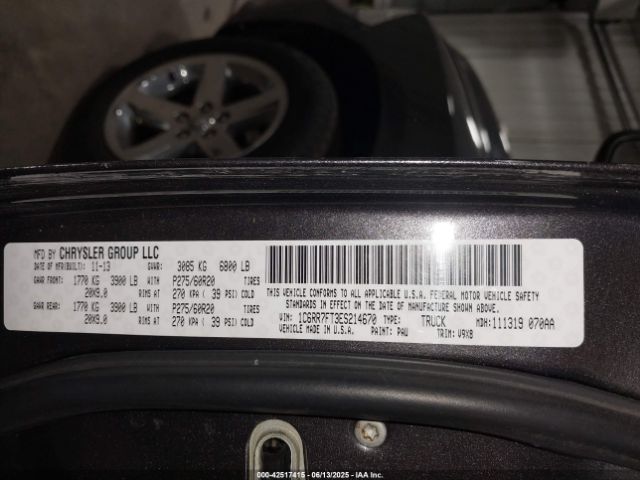 MFD BY CHRYSLER GROUP LLC
DATE OF MFR(BUILT): 11-13 GVWR: 3085 KG 6800 LB
GAWR FRONT: 1770 KG 3900 LB WITH P275/60R20 TIRES
20X9.0 RIMS AT 270 KPA ( 39 PSI) COLD
GAWR REAR: 1770 KG 3900 LB WITH P275/60R20 TIRES
20X9.0 RIMS AT 270 KPA ( 39 PSI) COLD
THIS VEHICLE CONFORMS TO ALL APPLICABLE U.S.A. FEDERAL MOTOR VEHICLE SAFETY
STANDARDS IN EFFECT ON THE DATE OF MANUFACTURE SHOWN ABOVE.
VIN: 1C6RR7FT3ES214670 TYPE: TRUCK MDH: 111319 070AA
VEHICLE MADE IN U.S.A. PAINT: PAW TRIM: V9X8
000-42517415 - 06/13/2025 - IAA Inc.